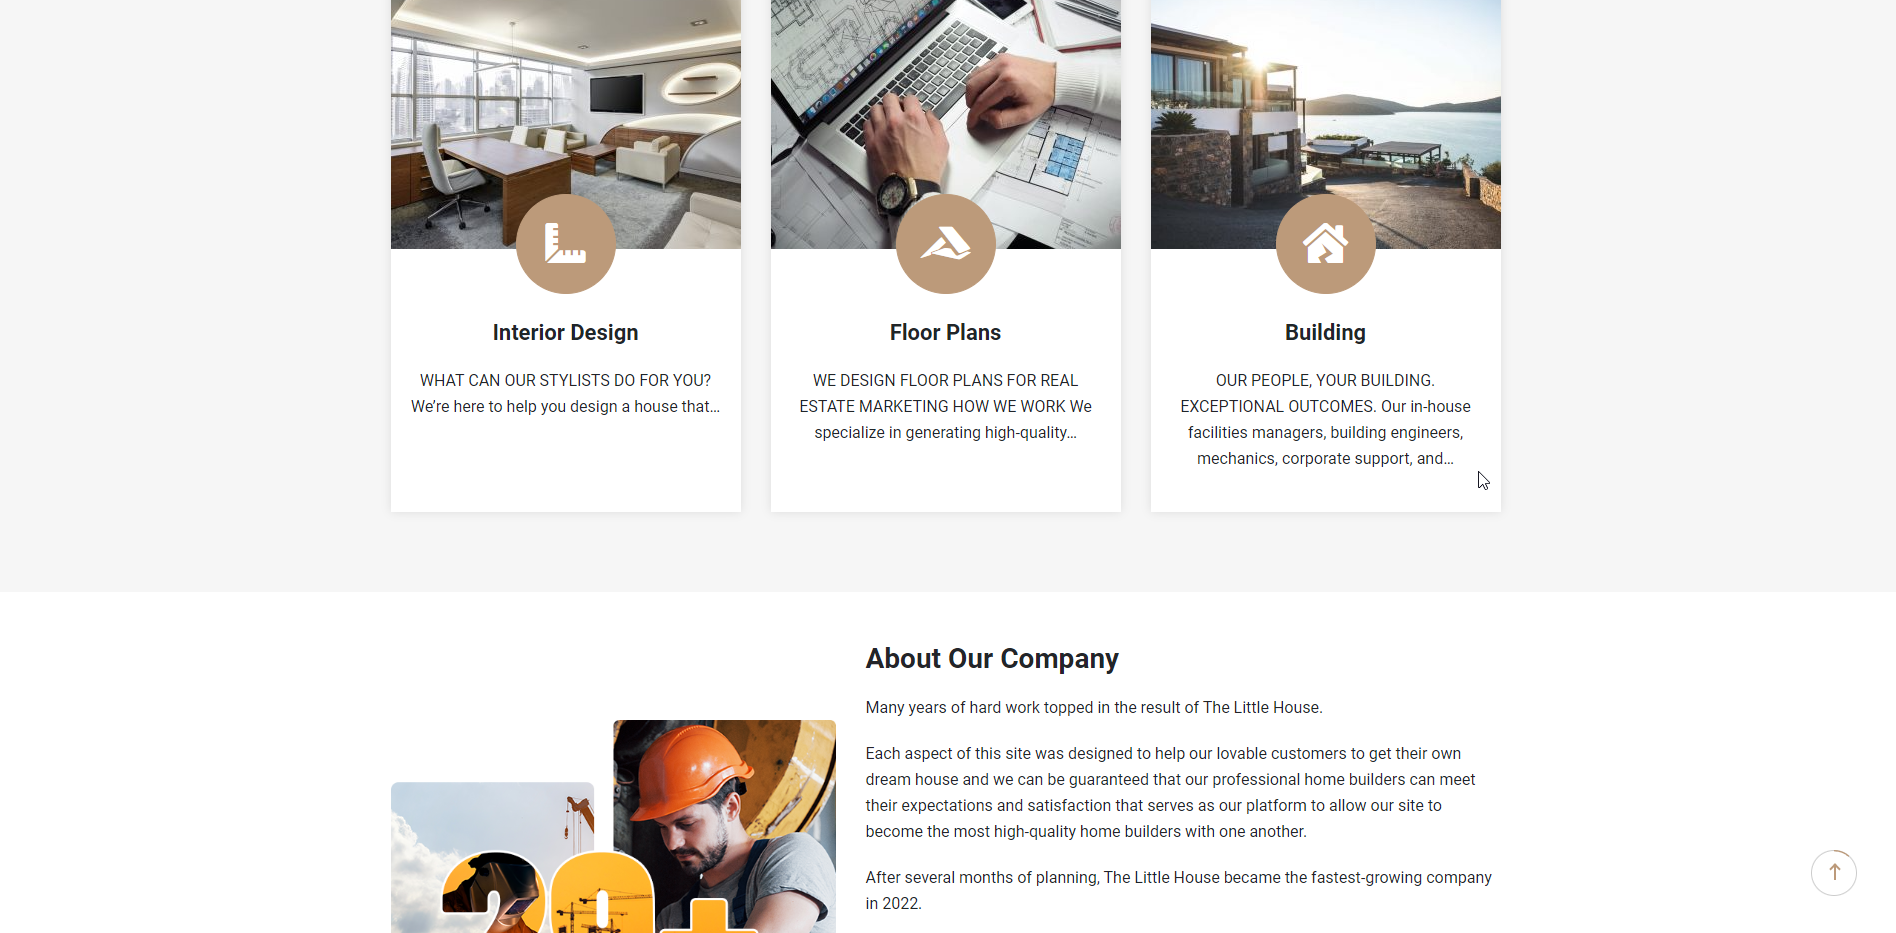 Interior Design
WHAT CAN OUR STYLISTS DO FOR YOU?
We’re here to help you design a house that...
Floor Plans
WE DESIGN FLOOR PLANS FOR REAL
ESTATE MARKETING HOW WE WORK We
specialize in generating high-quality...
Building
OUR PEOPLE, YOUR BUILDING.
EXCEPTIONAL OUTCOMES. Our in-house
facilities managers, building engineers,
mechanics, corporate support, and...
About Our Company
Many years of hard work topped in the result of The Little House.
Each aspect of this site was designed to help our lovable customers to get their own
dream house and we can be guaranteed that our professional home builders can meet
their expectations and satisfaction that serves as our platform to allow our site to
become the most high-quality home builders with one another.
After several months of planning, The Little House became the fastest-growing company
in 2022.
20+